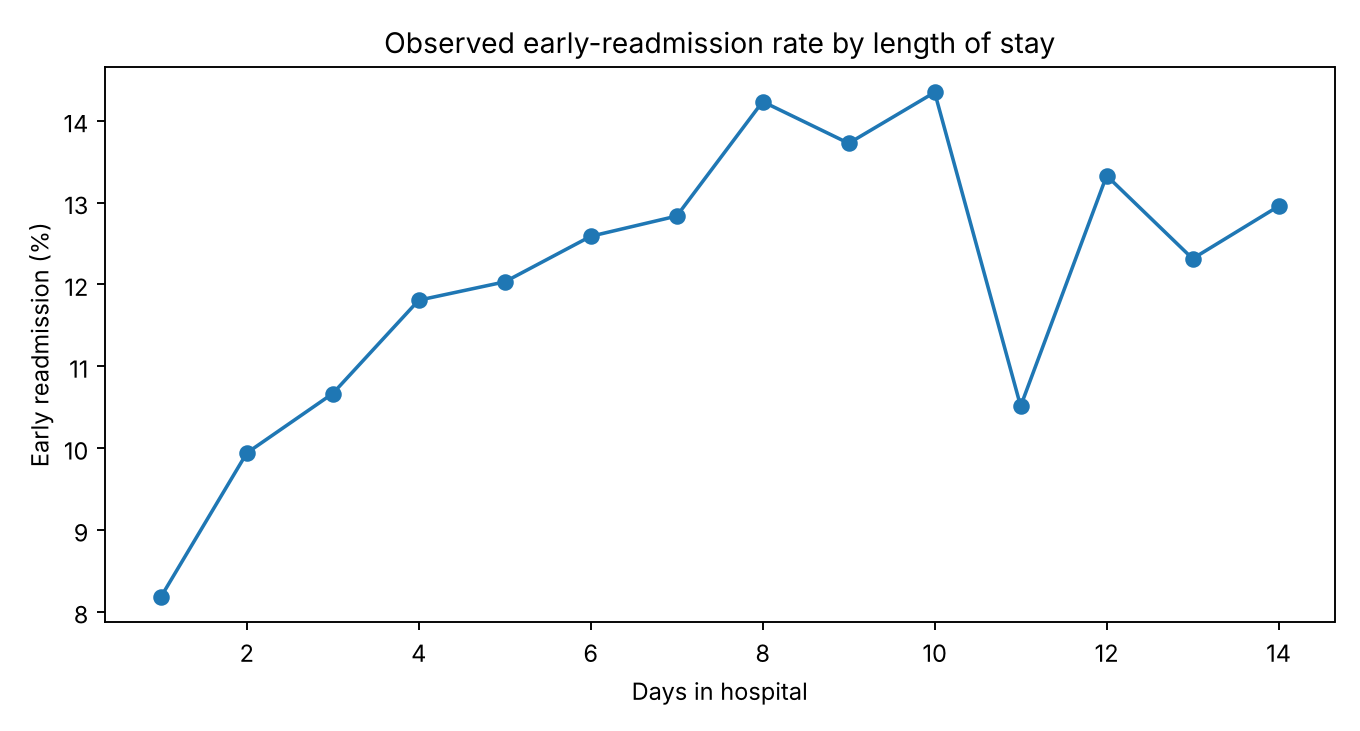 Observed early-readmission rate by length of stay
Early readmission (%)
14
13
12
11
10
9
8
2 4 6 8 10 12 14
Days in hospital